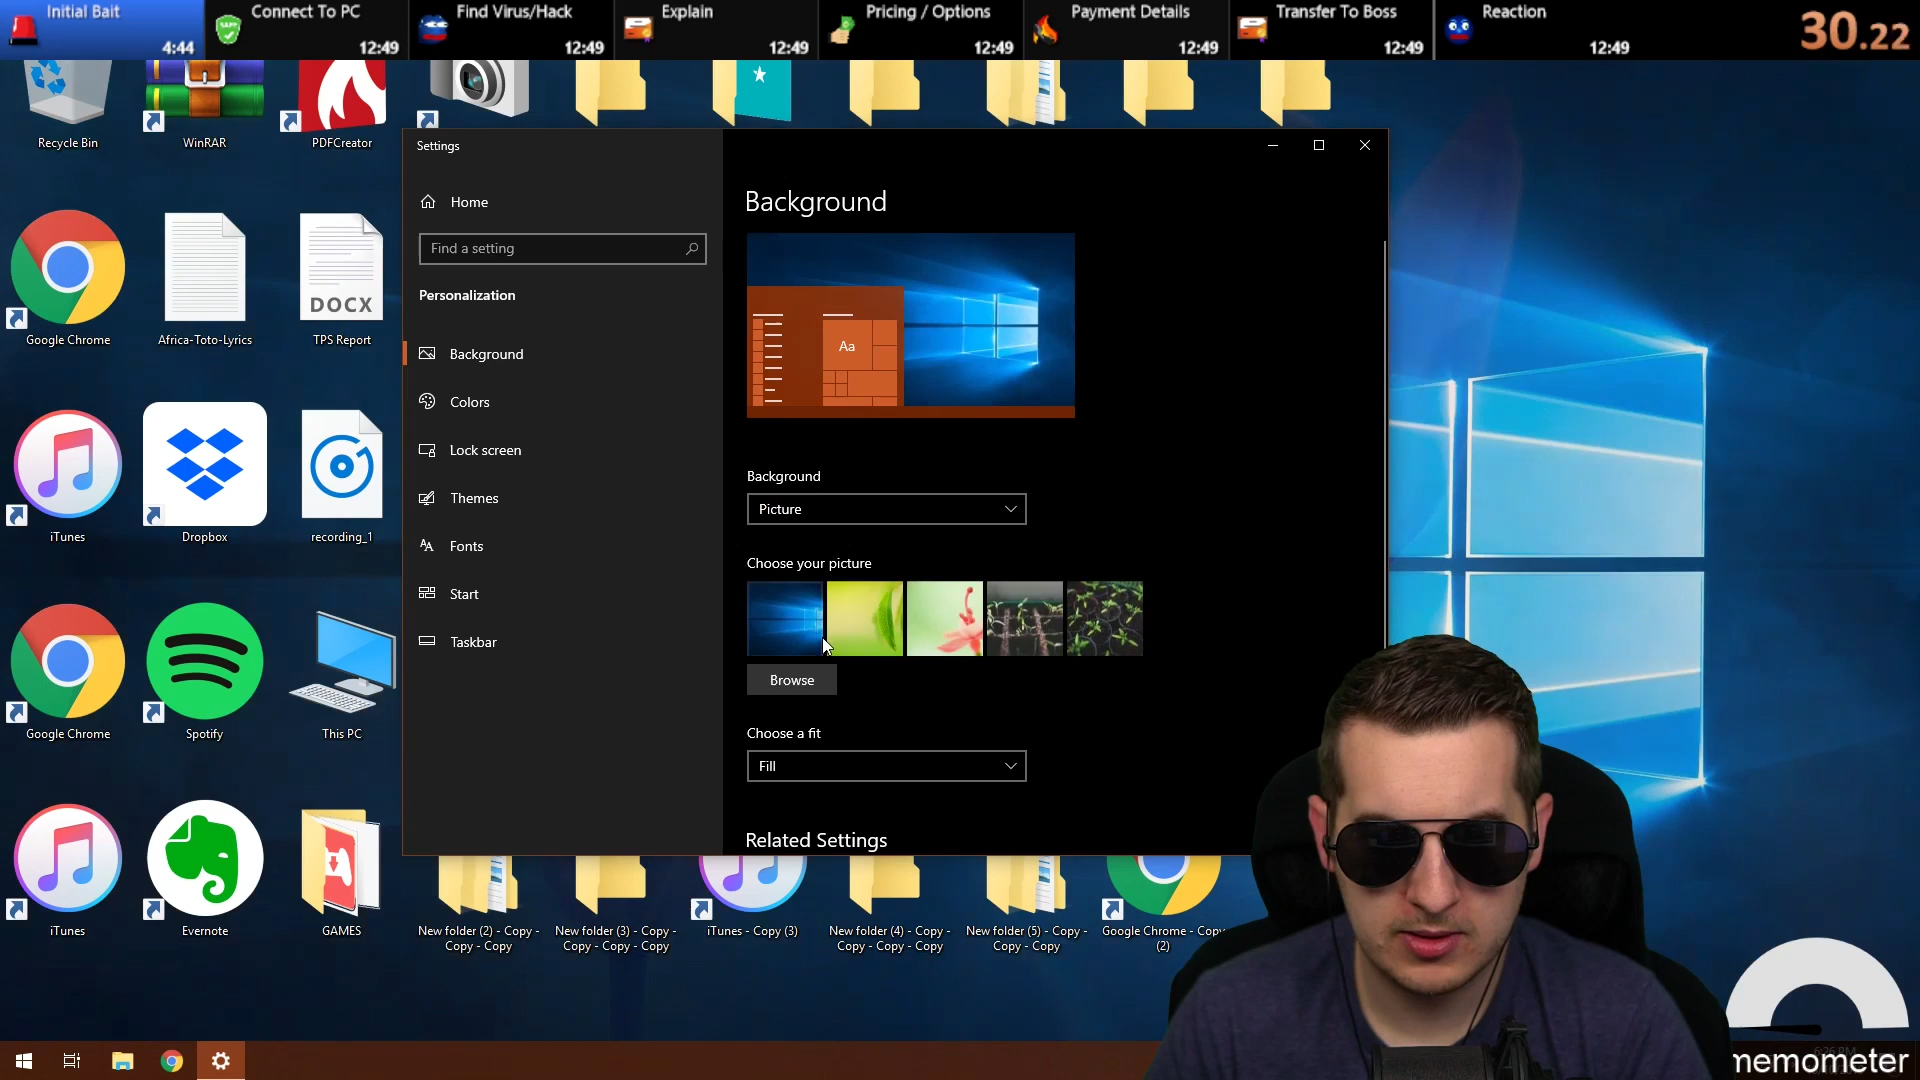 Initial Bait
4:44
Connect To PC
12:49
Find Virus/Hack
12:49
Explain
12:49
Pricing / Options
12:49
Payment Details
12:49
Transfer To Boss
12:49
Reaction
12:49
30.22
Recycle Bin
WinRAR
PDFCreator
Google Chrome
Africa-Toto-Lyrics
DOCX
TPS Report
iTunes
Dropbox
recording_1
Google Chrome
Spotify
This PC
iTunes
Evernote
GAMES
Settings
Home
Find a setting
Personalization
Background
Colors
Lock screen
Themes
Fonts
Start
Taskbar
Background
Aa
Background
Picture
Choose your picture
Browse
Choose a fit
Fill
Related Settings
New folder (2) - Copy -
Copy - Copy
New folder (3) - Copy -
Copy - Copy - Copy
iTunes - Copy (3)
New folder (4) - Copy -
Copy - Copy - Copy
New folder (5) - Copy -
Copy - Copy
Google Chrome - Copy
(2)
memometer